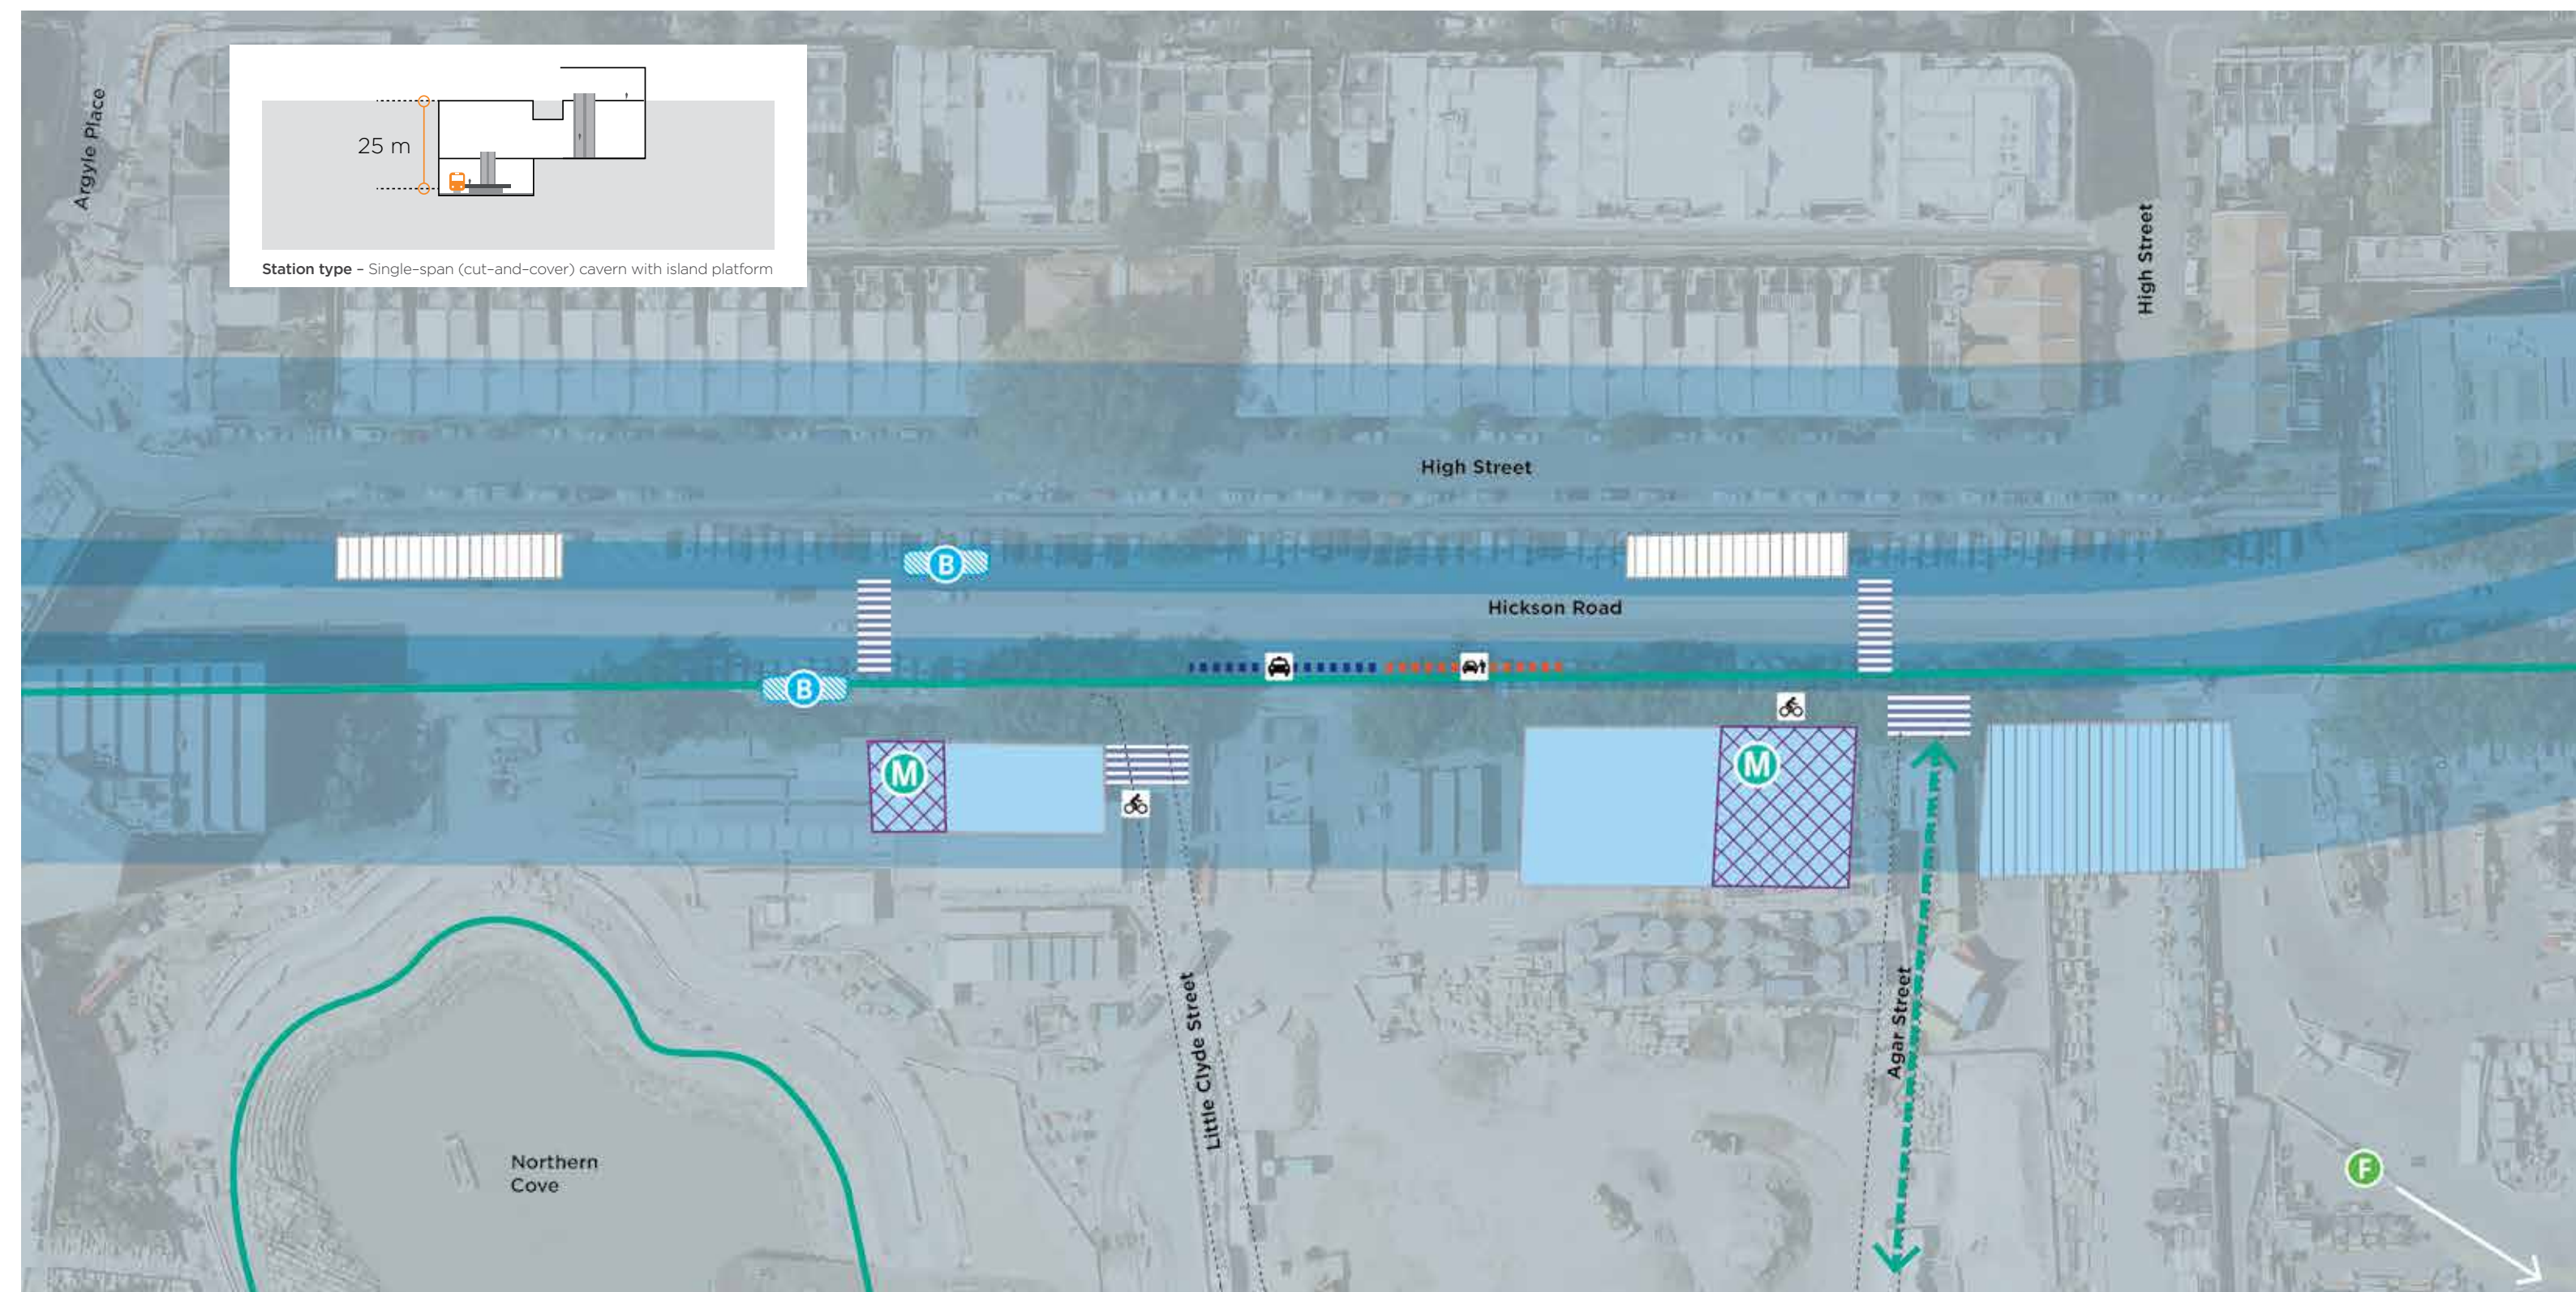 Argyle Place
25 m
Station type – Single-span (cut-and-cover) cavern with island platform
High Street
High Street
B
Hickson Road
B
M
M
Little Clyde Street
Agar Street
Northern
Cove
F